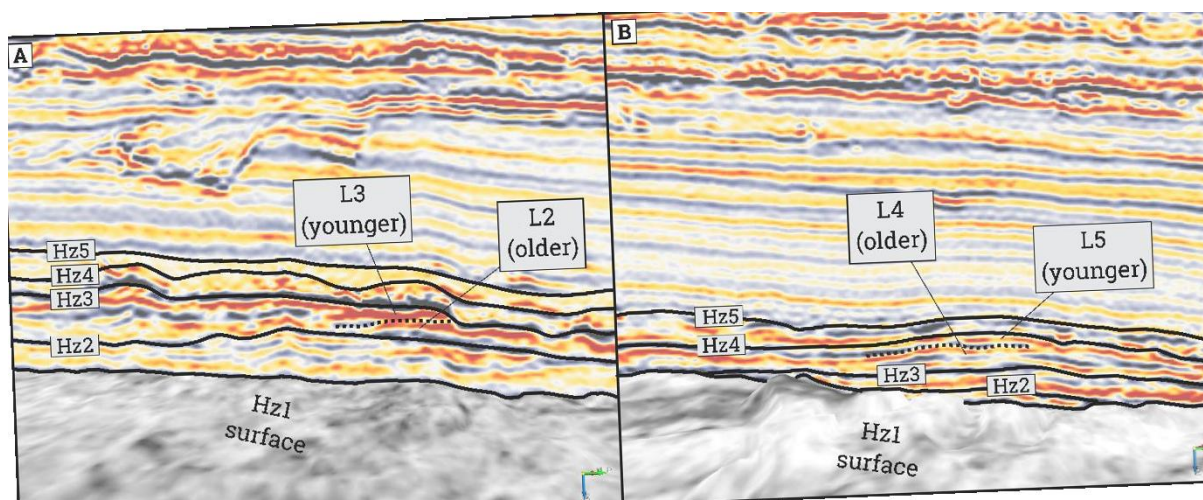 A
L3
(younger)
L2
(older)
Hz5
Hz4
Hz3
Hz2
Hz1
surface
B
L4
(older)
L5
(younger)
Hz5
Hz4
Hz3
Hz2
Hz1
surface